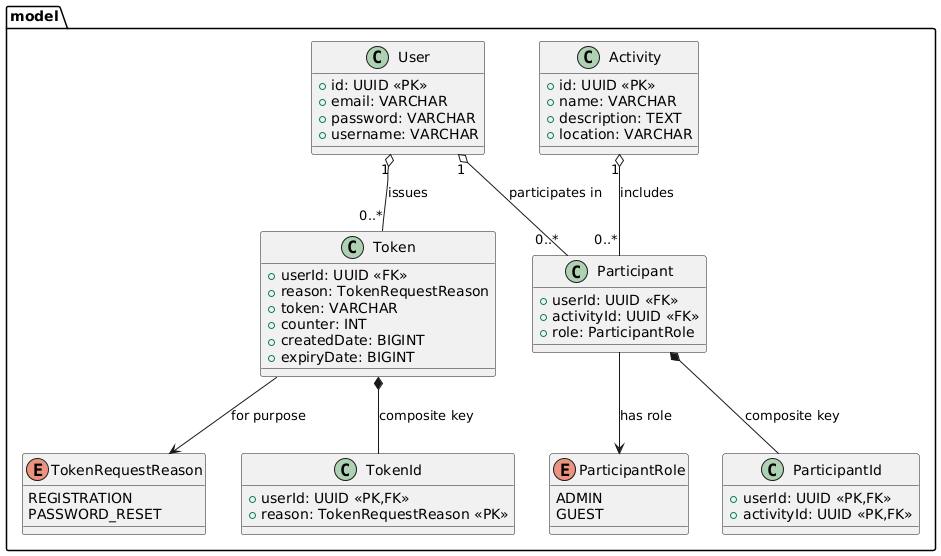 model
C User
id: UUID «PK»
email: VARCHAR
password: VARCHAR
username: VARCHAR
C Activity
id: UUID «PK»
name: VARCHAR
description: TEXT
location: VARCHAR
1
1
1
issues
participates in
includes
0..*
0..*
0..*
C Token
userId: UUID «FK»
reason: TokenRequestReason
token: VARCHAR
counter: INT
createdDate: BIGINT
expiryDate: BIGINT
C Participant
userId: UUID «FK»
activityId: UUID «FK»
role: ParticipantRole
for purpose
composite key
has role
composite key
E TokenRequestReason
REGISTRATION
PASSWORD_RESET
C TokenId
userId: UUID «PK,FK»
reason: TokenRequestReason «PK»
E ParticipantRole
ADMIN
GUEST
C ParticipantId
userId: UUID «PK,FK»
activityId: UUID «PK,FK»